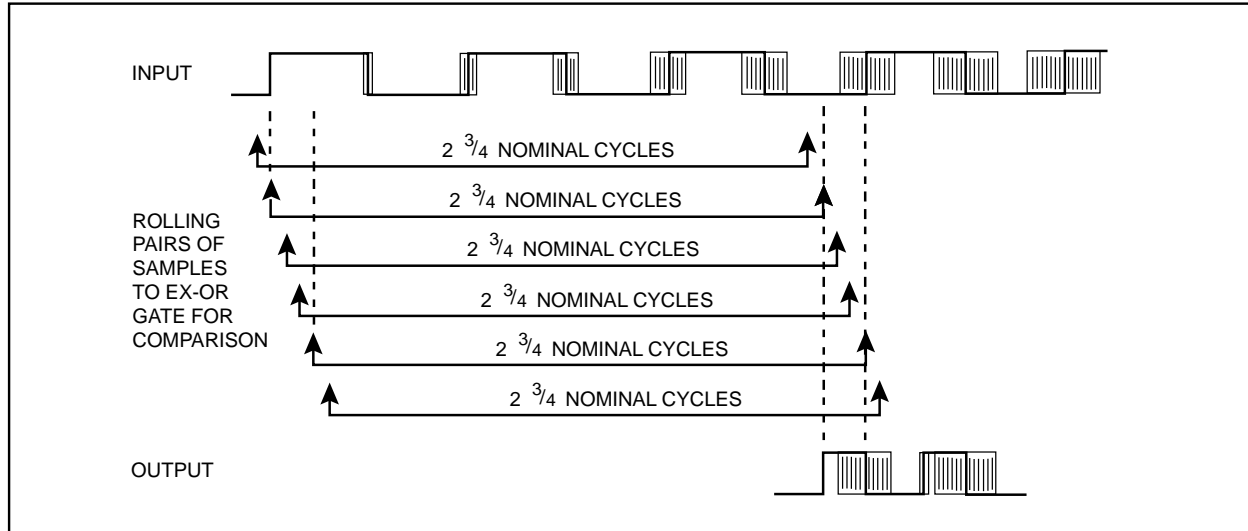 INPUT
2 3/4 NOMINAL CYCLES
2 3/4 NOMINAL CYCLES
ROLLING
PAIRS OF
SAMPLES
TO EX-OR
GATE FOR
COMPARISON
2 3/4 NOMINAL CYCLES
2 3/4 NOMINAL CYCLES
2 3/4 NOMINAL CYCLES
2 3/4 NOMINAL CYCLES
OUTPUT